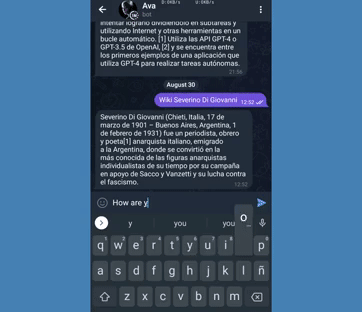 Ava
bot
intentar lograrlo dividiéndolo en subtareas y
utilizando Internet y otras herramientas en un
bucle automático. [1] Utiliza las API GPT-4 o
GPT-3.5 de OpenAI, [2] y se encuentra entre
los primeros ejemplos de una aplicación que
utiliza GPT-4 para realizar tareas autónomas.
21:56
August 30
Wiki Severino Di Giovanni 12:52
Severino Di Giovanni (Chieti, Italia, 17 de
marzo de 1901 – Buenos Aires, Argentina, 1
de febrero de 1931) fue un periodista, obrero
y poeta[1] anarquista italiano, emigrado
a la Argentina, donde se convirtió en la
más conocida de las figuras anarquistas
individualistas de su tiempo por su campaña
en apoyo de Sacco y Vanzetti y su lucha contra
el fascismo.
12:52
How are y
y you you
o
q w e r t y u i p
a s d f g h j k l ñ
z x c v b n m